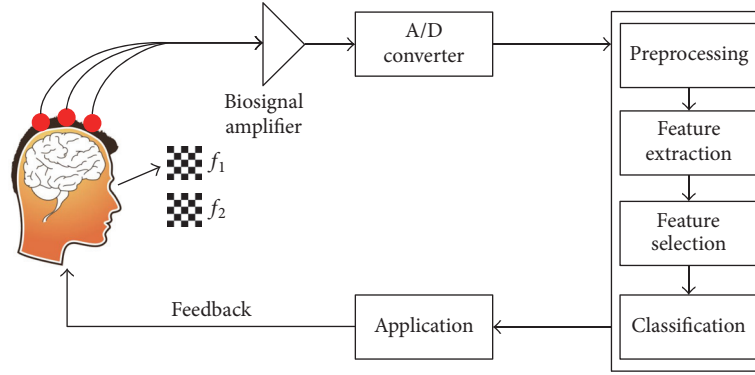 A/D
converter
Preprocessing
Biosignal
amplifier
Feature
extraction
f1
f2
Feature
selection
Feedback
Application
Classification